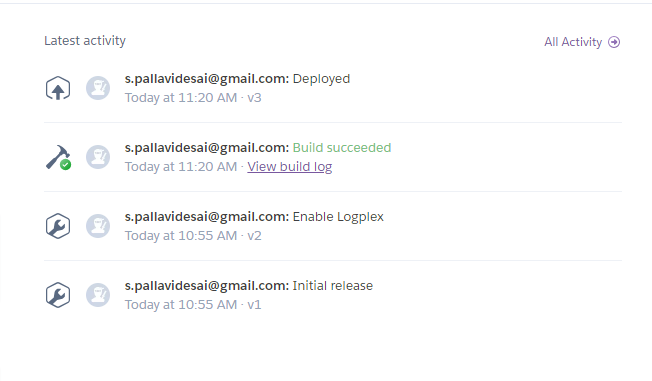 Latest activity
All Activity
s.pallavidesai@gmail.com: Deployed
Today at 11:20 AM · v3
s.pallavidesai@gmail.com: Build succeeded
Today at 11:20 AM · View build log
s.pallavidesai@gmail.com: Enable Logplex
Today at 10:55 AM · v2
s.pallavidesai@gmail.com: Initial release
Today at 10:55 AM · v1